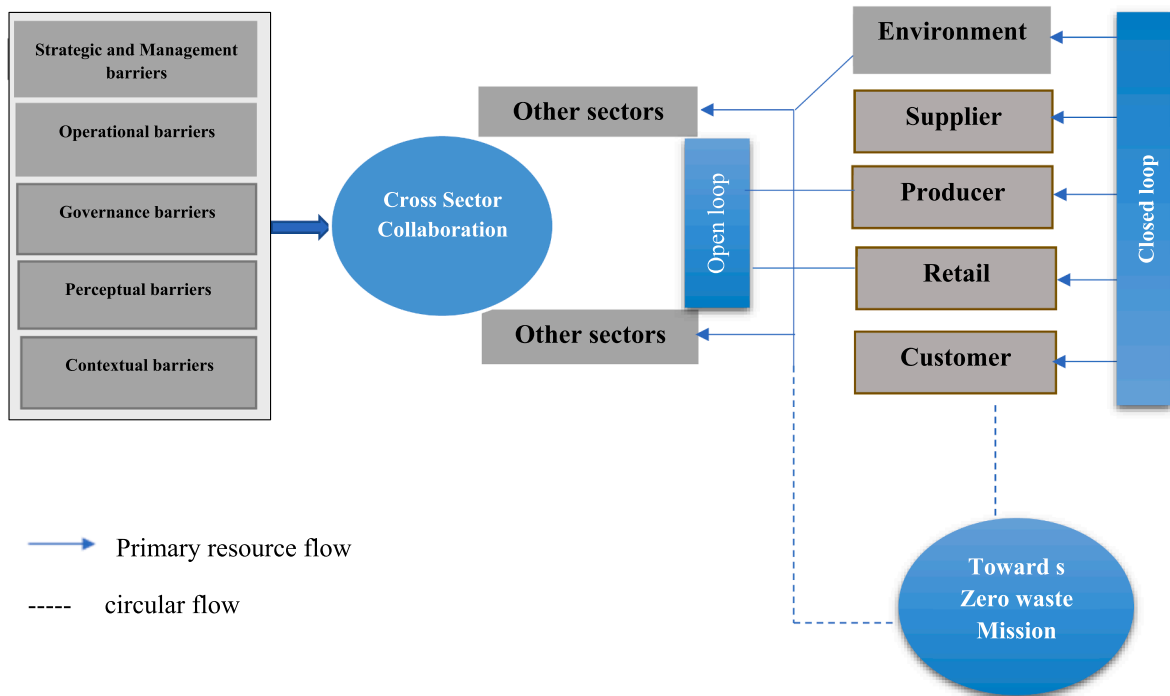 Strategic and Management
barriers
Operational barriers
Governance barriers
Perceptual barriers
Contextual barriers
Cross Sector
Collaboration
Other sectors
Other sectors
Open loop
Environment
Supplier
Producer
Retail
Customer
Closed loop
Primary resource flow
circular flow
Toward s
Zero waste
Mission